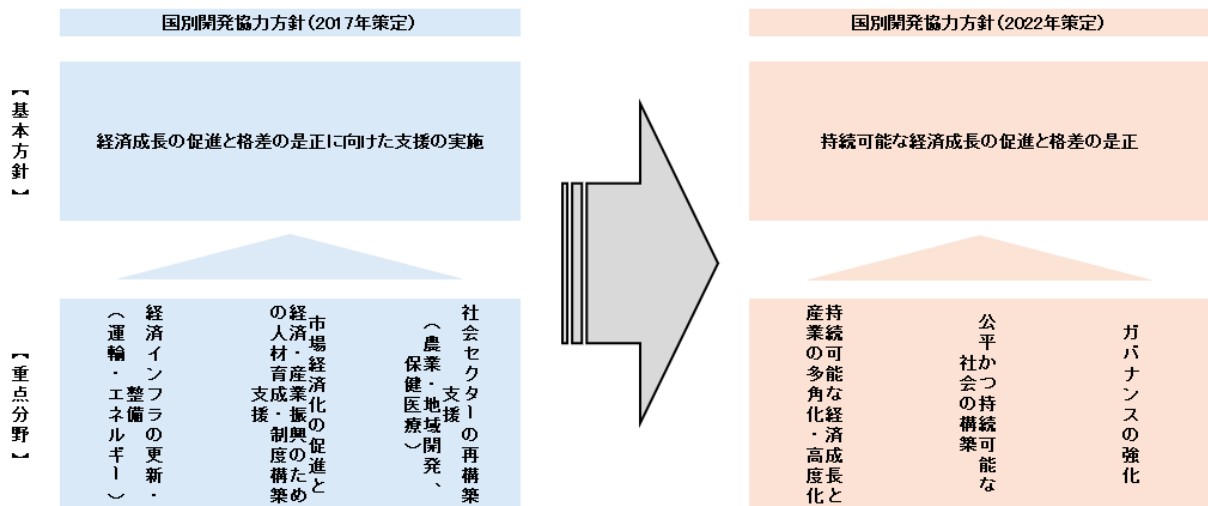 国別開発協力方針(2017年策定)
国別開発協力方針(2022年策定)
【基本方針】
経済成長の促進と格差の是正に向けた支援の実施
持続可能な経済成長の促進と格差の是正
【重点分野】
経済インフラの更新・
整備
(運輸・エネルギー)
市場経済化の促進と
経済・産業振興のため
の人材育成・制度構築
支援
社会セクターの再構築
支援
(農業・地域開発、
保健医療)
持続可能な経済成長と
産業の多角化・高度化
公平かつ持続可能な
社会の構築
ガバナンスの強化